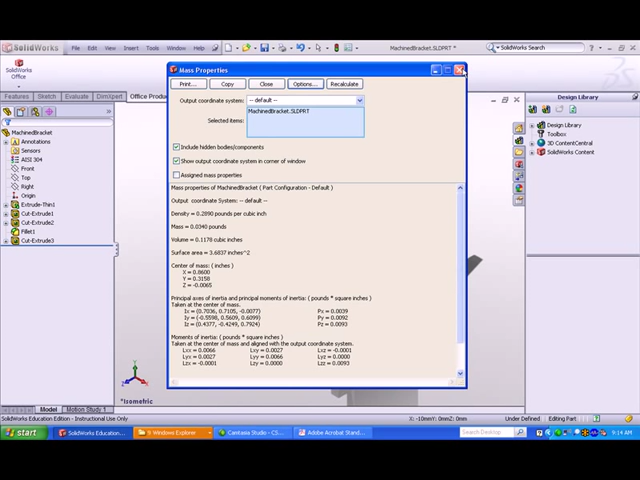 SolidWorks
File Edit View Insert Tools Window Help
MachinedBracket.SLDPRT *
SolidWorks Search
SolidWorks
Office
Features Sketch Evaluate DimXpert Office Produ
MachinedBracket
Annotations
Sensors
AISI 304
Front
Top
Right
Origin
Extrude-Thin1
Cut-Extrude1
Cut-Extrude2
Fillet1
Cut-Extrude3
Mass Properties
Print... Copy Close Options... Recalculate
Output coordinate system: -- default --
Selected items: MachinedBracket.SLDPRT
Include hidden bodies/components
Show output coordinate system in corner of window
Assigned mass properties
Mass properties of MachinedBracket ( Part Configuration - Default )
Output coordinate System: -- default --
Density = 0.2890 pounds per cubic inch
Mass = 0.0340 pounds
Volume = 0.1178 cubic inches
Surface area = 3.6837 inches^2
Center of mass: ( inches )
X = 0.8600
Y = 0.3158
Z = -0.0065
Principal axes of inertia and principal moments of inertia: ( pounds * square inches )
Taken at the center of mass.
Ix = (0.7036, 0.7105, -0.0077) Px = 0.0039
Iy = (-0.5598, 0.5609, 0.6099) Py = 0.0092
Iz = (0.4377, -0.4249, 0.7924) Pz = 0.0093
Moments of inertia: ( pounds * square inches )
Taken at the center of mass and aligned with the output coordinate system.
Lxx = 0.0066 Lxy = 0.0027 Lxz = -0.0001
Lyx = 0.0027 Lyy = 0.0066 Lyz = 0.0000
Lzx = -0.0001 Lzy = 0.0000 Lzz = 0.0093
Design Library
Design Library
Toolbox
3D ContentCentral
SolidWorks Content
*Isometric
Model Motion Study 1
SolidWorks Education Edition - Instructional Use Only
X: -10mm Y: 0mm Z: 0mm Under Defined Editing Part
start SolidWorks Educatio... 9 Windows Explorer Camtasia Studio - CS... Adobe Acrobat Stand... Search Desktop 9:14 AM